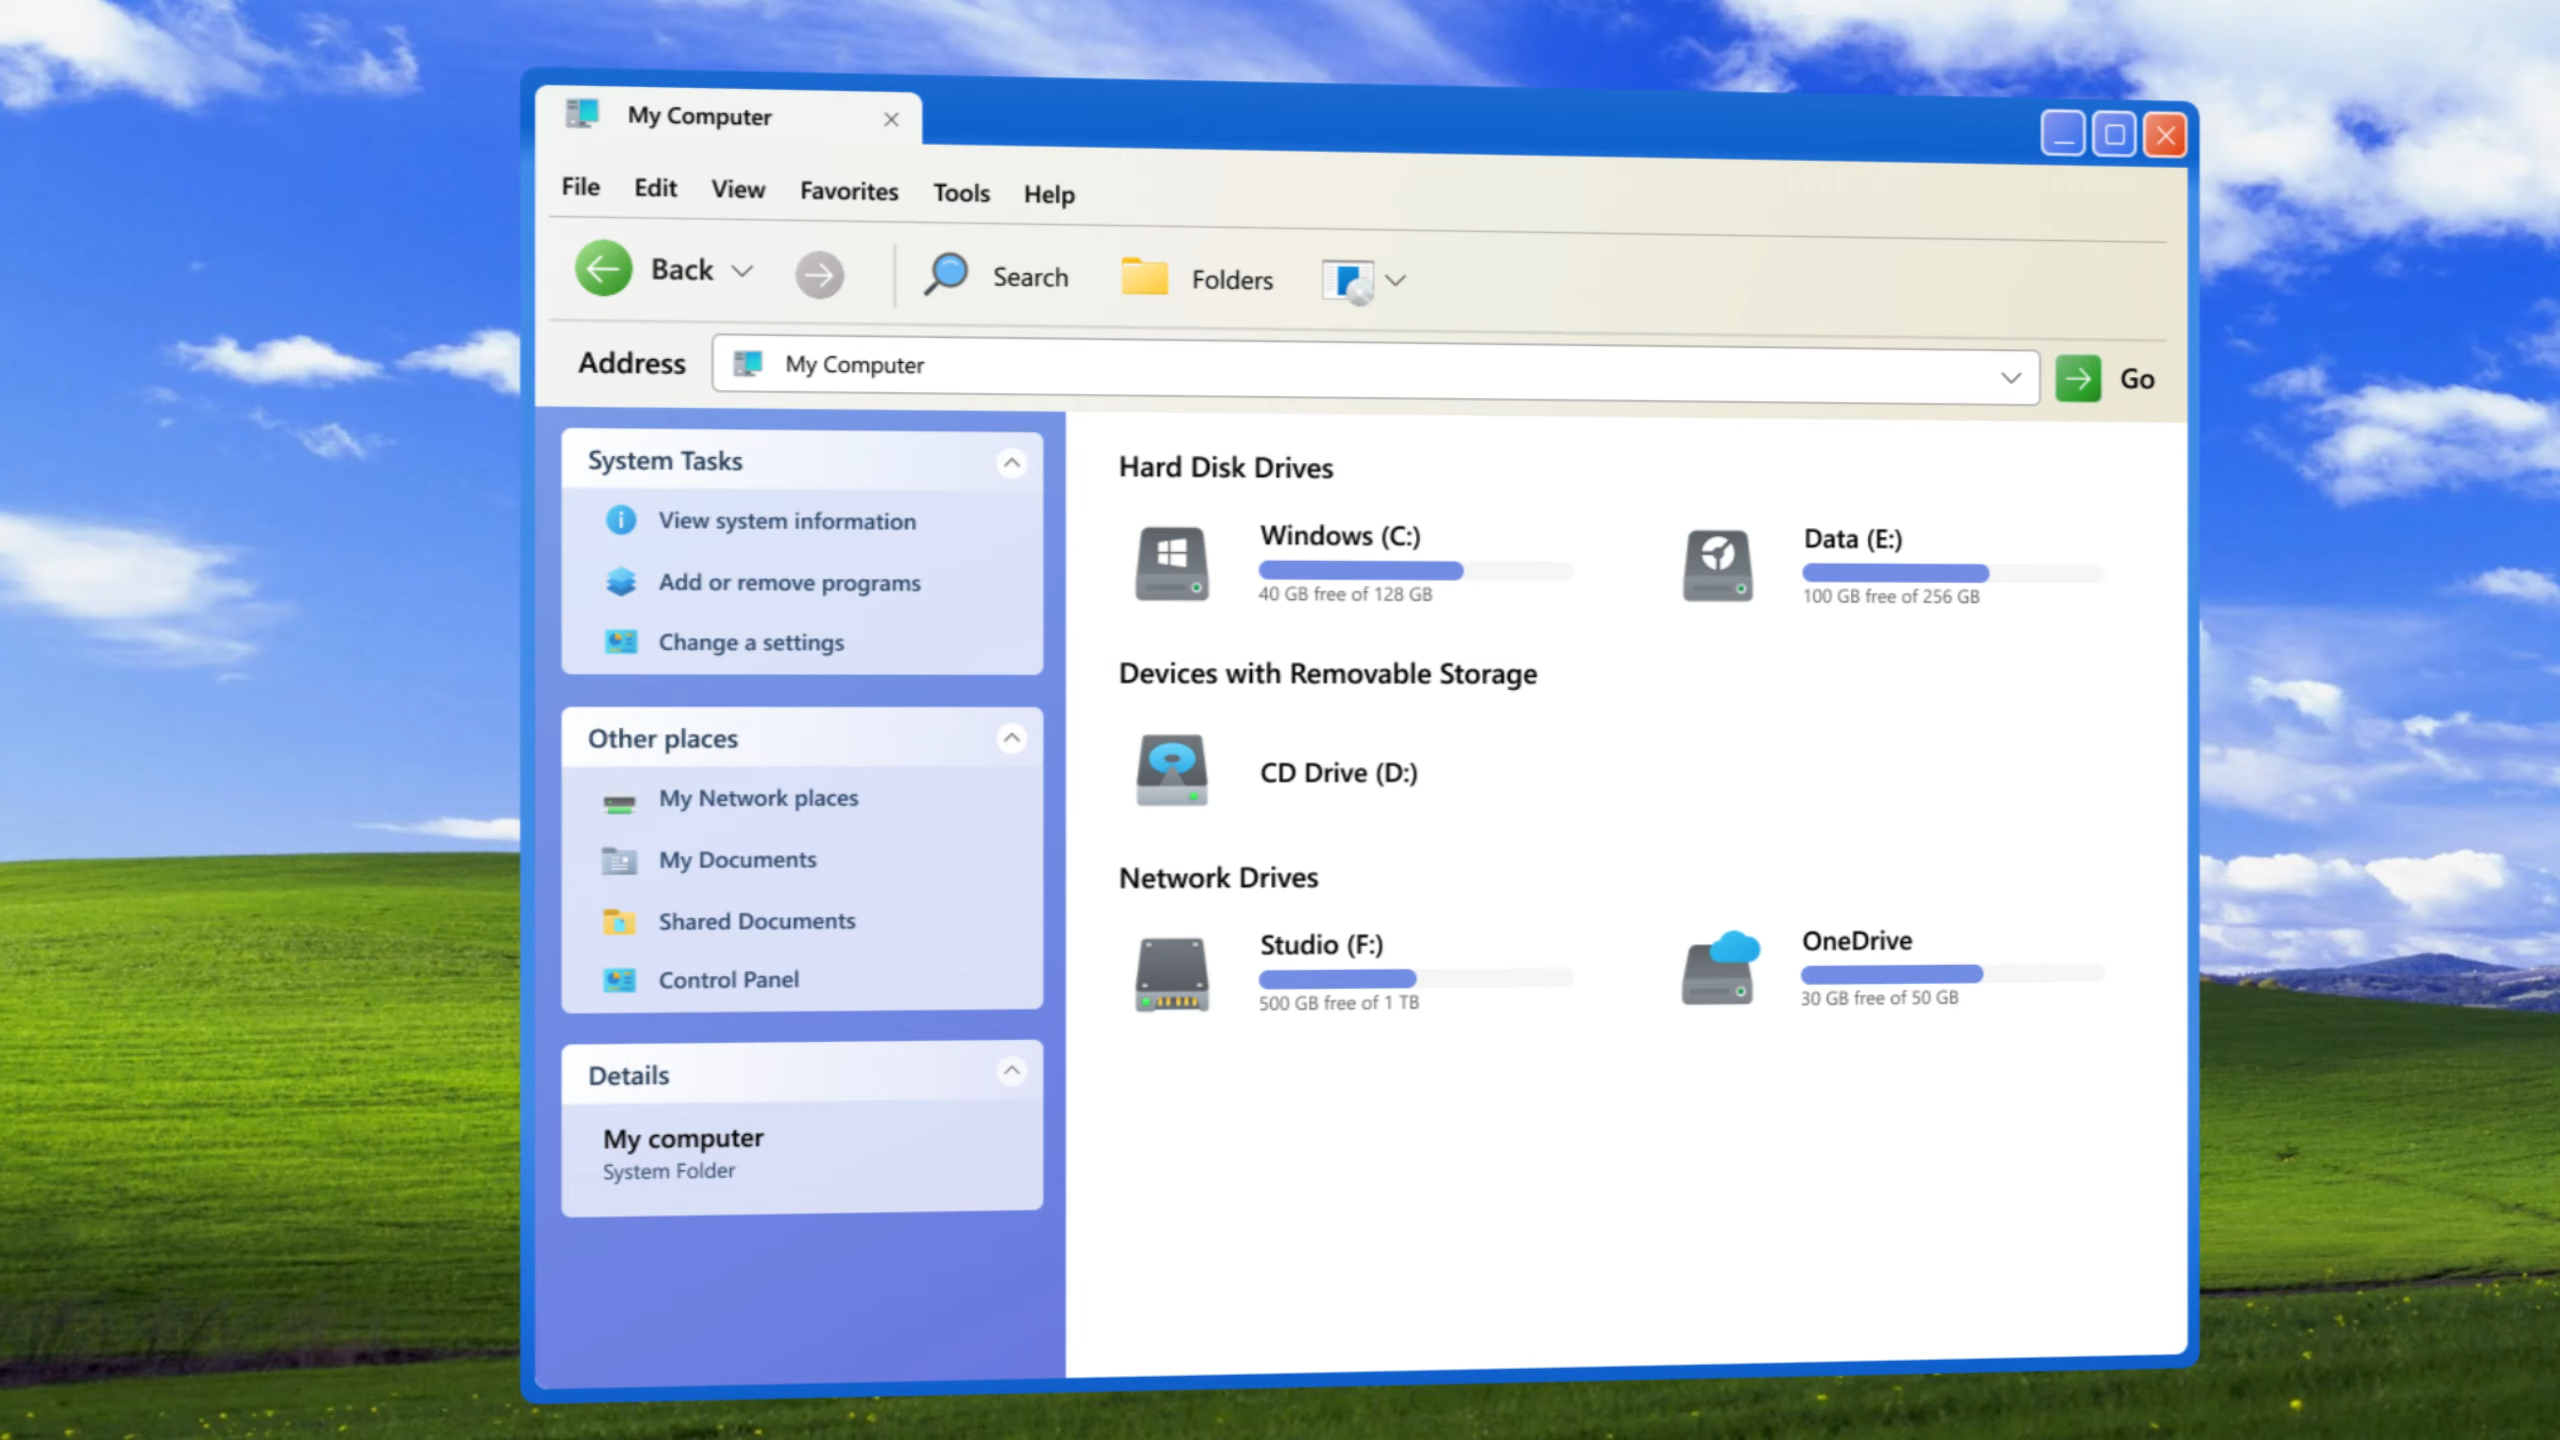 My Computer
File Edit View Favorites Tools Help
Back Search Folders
Address My Computer Go
System Tasks
View system information
Add or remove programs
Change a settings
Other places
My Network places
My Documents
Shared Documents
Control Panel
Details
My computer
System Folder
Hard Disk Drives
Windows (C:)
40 GB free of 128 GB
Data (E:)
100 GB free of 256 GB
Devices with Removable Storage
CD Drive (D:)
Network Drives
Studio (F:)
500 GB free of 1 TB
OneDrive
30 GB free of 50 GB